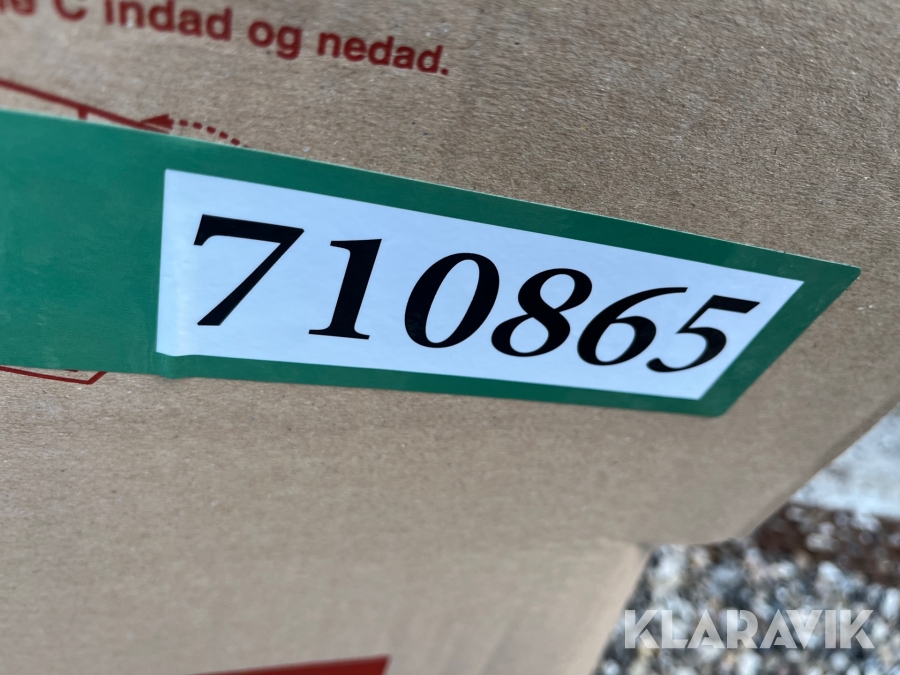 C indad og nedad.
710865
KLARAVIK